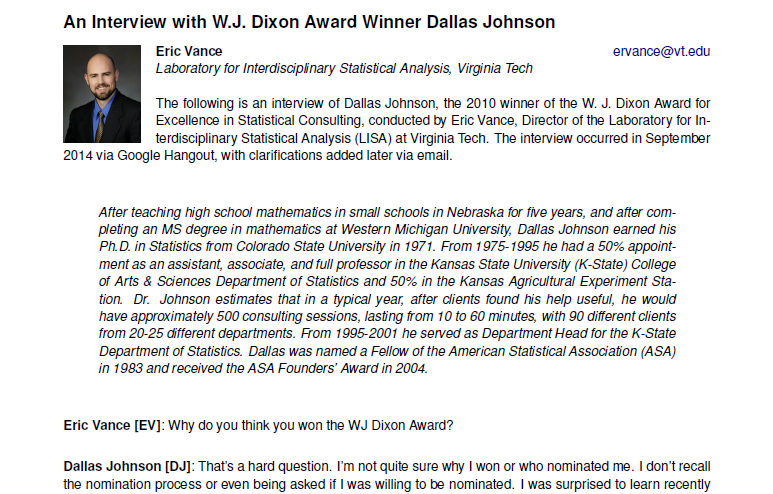 An Interview with W.J. Dixon Award Winner Dallas Johnson
Eric Vance ervance@vt.edu
Laboratory for Interdisciplinary Statistical Analysis, Virginia Tech
The following is an interview of Dallas Johnson, the 2010 winner of the W. J. Dixon Award for
Excellence in Statistical Consulting, conducted by Eric Vance, Director of the Laboratory for In-
terdisciplinary Statistical Analysis (LISA) at Virginia Tech. The interview occurred in September
2014 via Google Hangout, with clarifications added later via email.
After teaching high school mathematics in small schools in Nebraska for five years, and after com-
pleting an MS degree in mathematics at Western Michigan University, Dallas Johnson earned his
Ph.D. in Statistics from Colorado State University in 1971. From 1975-1995 he had a 50% appoint-
ment as an assistant, associate, and full professor in the Kansas State University (K-State) College
of Arts & Sciences Department of Statistics and 50% in the Kansas Agricultural Experiment Sta-
tion. Dr. Johnson estimates that in a typical year, after clients found his help useful, he would
have approximately 500 consulting sessions, lasting from 10 to 60 minutes, with 90 different clients
from 20-25 different departments. From 1995-2001 he served as Department Head for the K-State
Department of Statistics. Dallas was named a Fellow of the American Statistical Association (ASA)
in 1983 and received the ASA Founders' Award in 2004.
Eric Vance [EV]: Why do you think you won the WJ Dixon Award?
Dallas Johnson [DJ]: That's a hard question. I'm not quite sure why I won or who nominated me. I don't recall
the nomination process or even being asked if I was willing to be nominated. I was surprised to learn recently